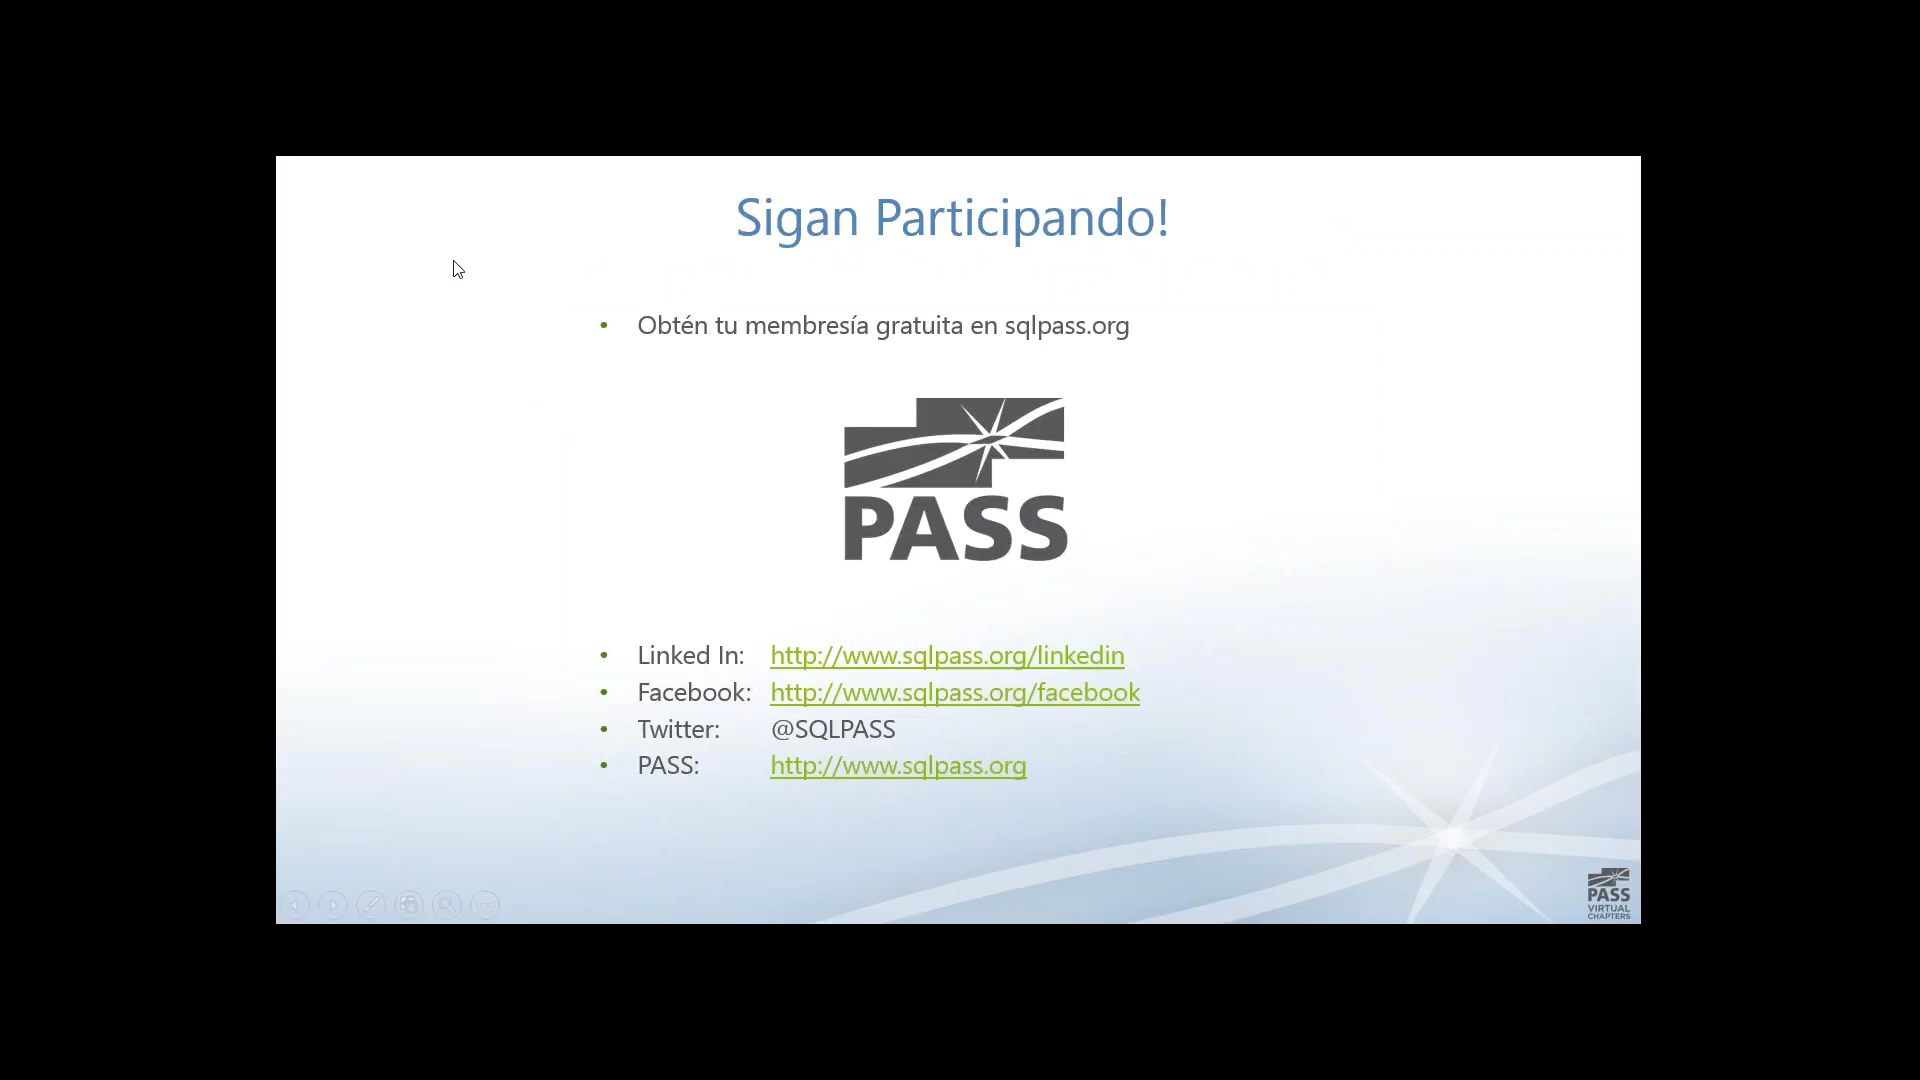 Sigan Participando!
• Obtén tu membresía gratuita en sqlpass.org
PASS
• Linked In: http://www.sqlpass.org/linkedin
• Facebook: http://www.sqlpass.org/facebook
• Twitter: @SQLPASS
• PASS: http://www.sqlpass.org
PASS
VIRTUAL
CHAPTERS